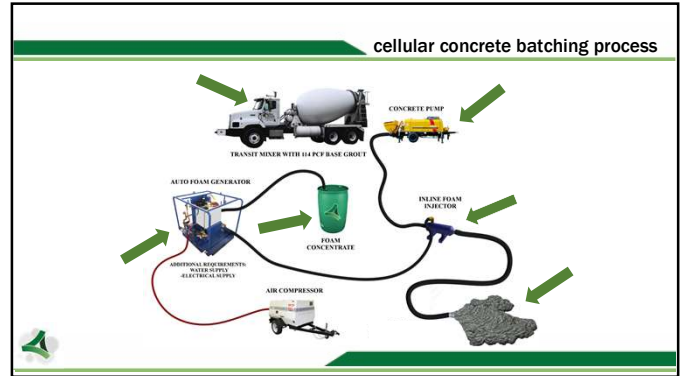 cellular concrete batching process
CONCRETE PUMP
TRANSIT MIXER WITH 114 PCF BASE GROUT
AUTO FOAM GENERATOR
INLINE FOAM
INJECTOR
FOAM
CONCENTRATE
ADDITIONAL REQUIREMENTS:
WATER SUPPLY
-ELECTRICAL SUPPLY
AIR COMPRESSOR